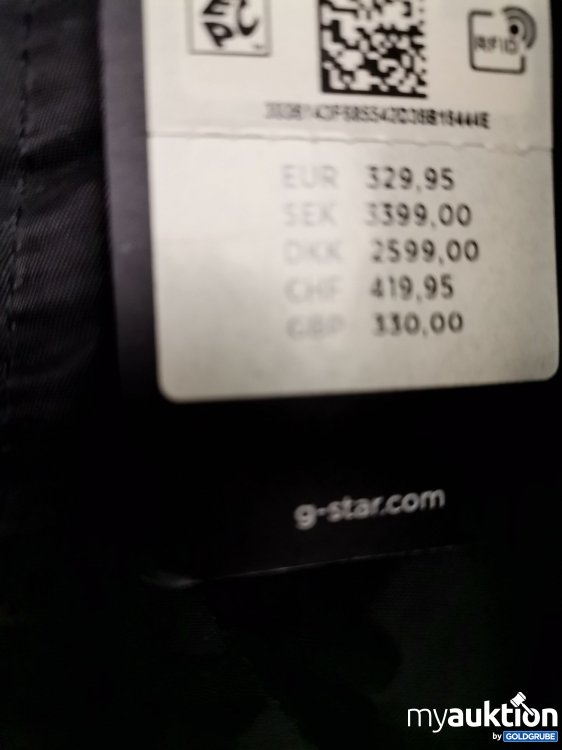 EPC
RFID
EUR 329,95
SEK 3399,00
DKK 2599,00
CHF 419,95
GBP 330,00
g-star.com
myauktion
by GOLDGRUBE